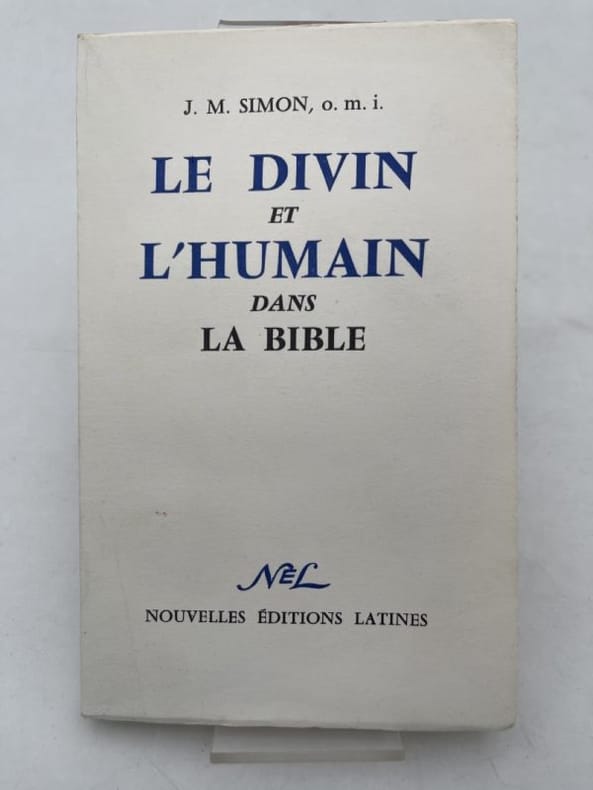 J. M. SIMON, o. m. i.
LE DIVIN
ET
L'HUMAIN
DANS
LA BIBLE
NEL
NOUVELLES ÉDITIONS LATINES